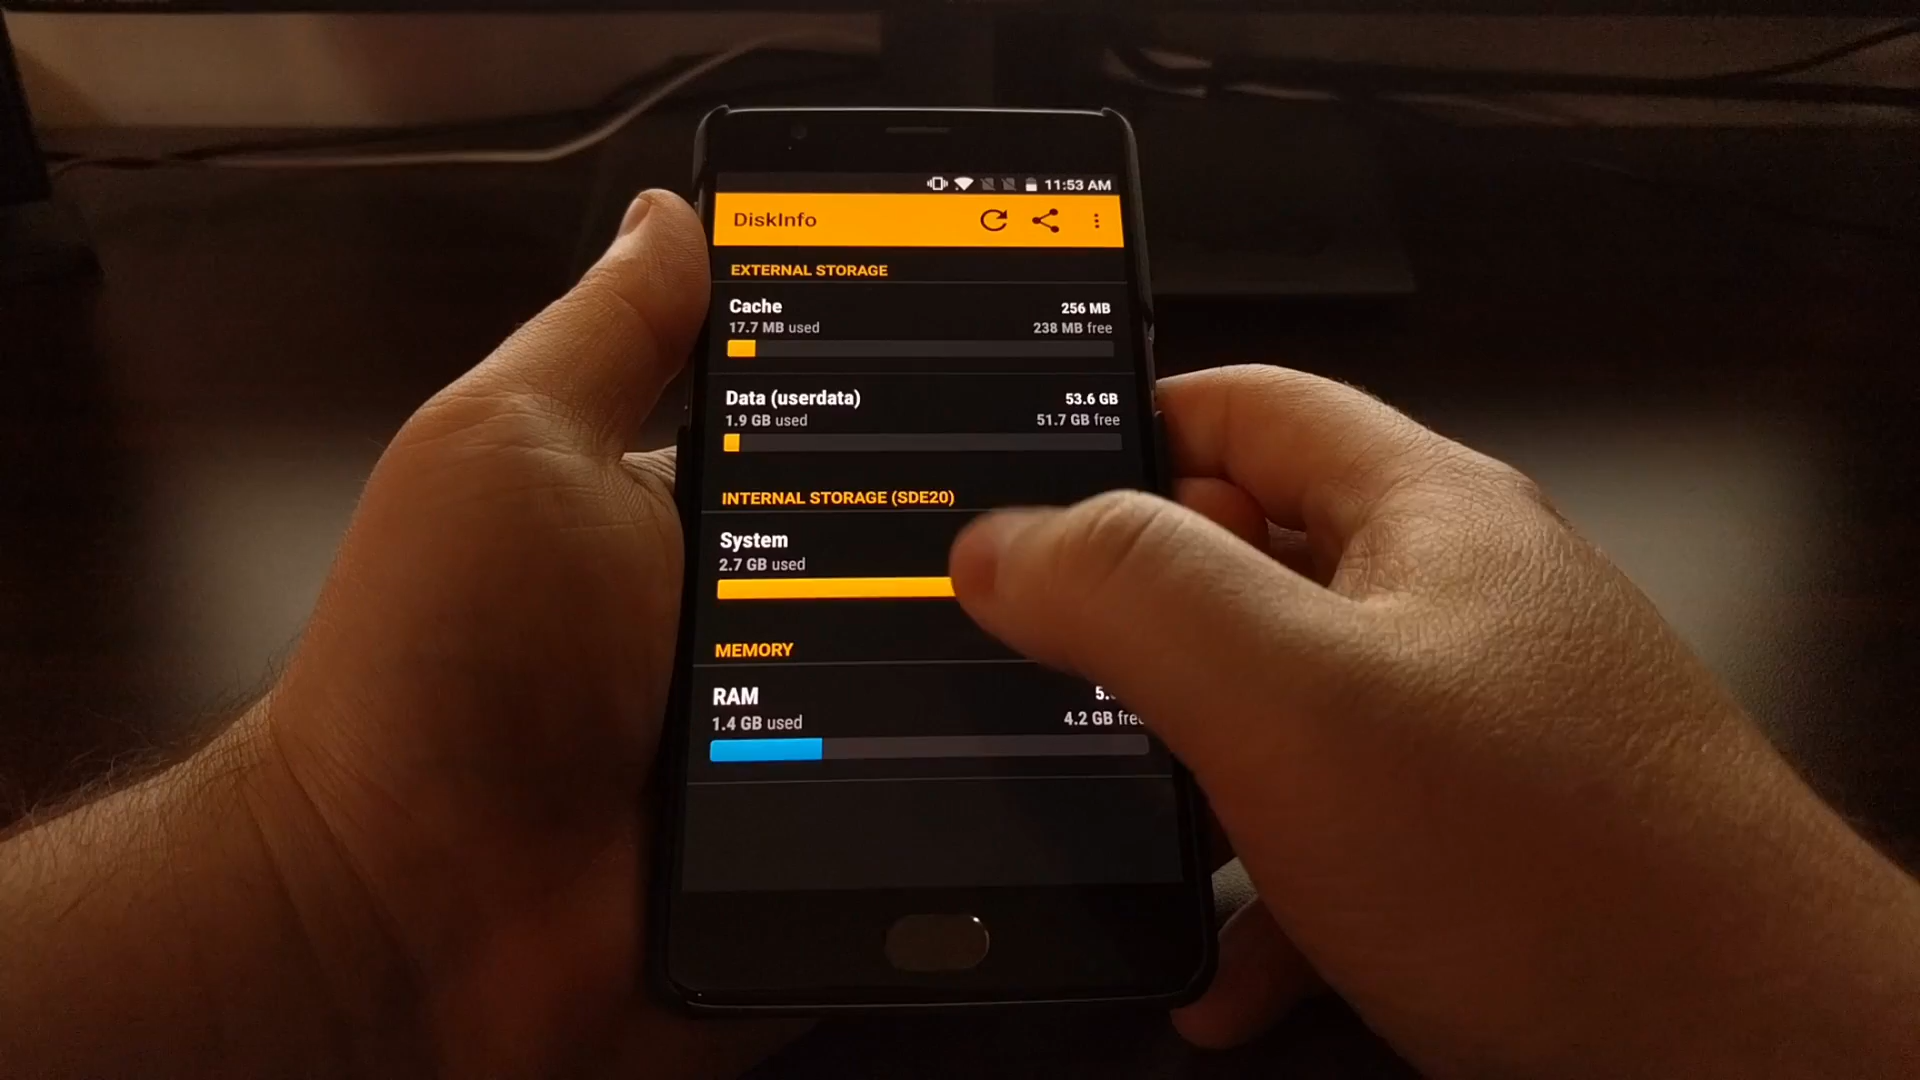 11:53 AM
DiskInfo
EXTERNAL STORAGE
Cache 256 MB
17.7 MB used 238 MB free
Data (userdata) 53.6 GB
1.9 GB used 51.7 GB free
INTERNAL STORAGE (SDE20)
System
2.7 GB used
MEMORY
RAM 5.
1.4 GB used 4.2 GB free